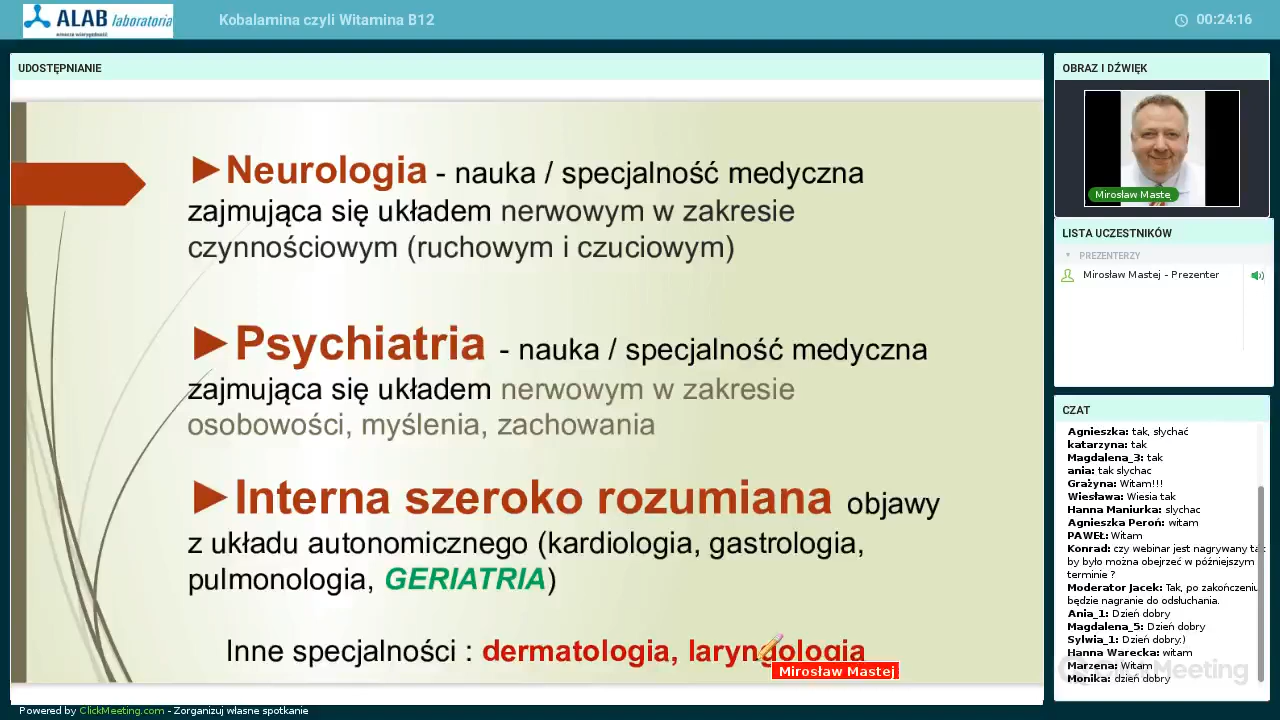 ALAB laboratoria
Kobalamina czyli Witamina B12
00:24:16
UDOSTĘPNIANIE
►Neurologia - nauka / specjalność medyczna
zajmująca się układem nerwowym w zakresie
czynnościowym (ruchowym i czuciowym)
►Psychiatria - nauka / specjalność medyczna
zajmująca się układem nerwowym w zakresie
osobowości, myślenia, zachowania
►Interna szeroko rozumiana objawy
z układu autonomicznego (kardiologia, gastrologia,
pulmonologia, GERIATRIA)
Inne specjalności : dermatologia, laryngologia
Mirosław Mastej
OBRAZ I DŹWIĘK
Mirosław Maste
LISTA UCZESTNIKÓW
PREZENTERZY
Mirosław Mastej - Prezenter
CZAT
Agnieszka: tak, słychać
katarzyna: tak
Magdalena_3: tak
ania: tak slychac
Grażyna: Witam!!!
Wiesława: Wiesia tak
Hanna Maniurka: slychac
Agnieszka Peroń: witam
PAWEŁ: Witam
Konrad: czy webinar jest nagrywany tak
by było można obejrzeć w późniejszym
terminie ?
Moderator Jacek: Tak, po zakończeniu
będzie nagranie do odsłuchania.
Ania_1: Dzień dobry
Magdalena_5: Dzień dobry
Sylwia_1: Dzień dobry:)
Hanna Warecka: witam
Marzena: Witam
Monika: dzień dobry
Powered by ClickMeeting.com - Zorganizuj własne spotkanie